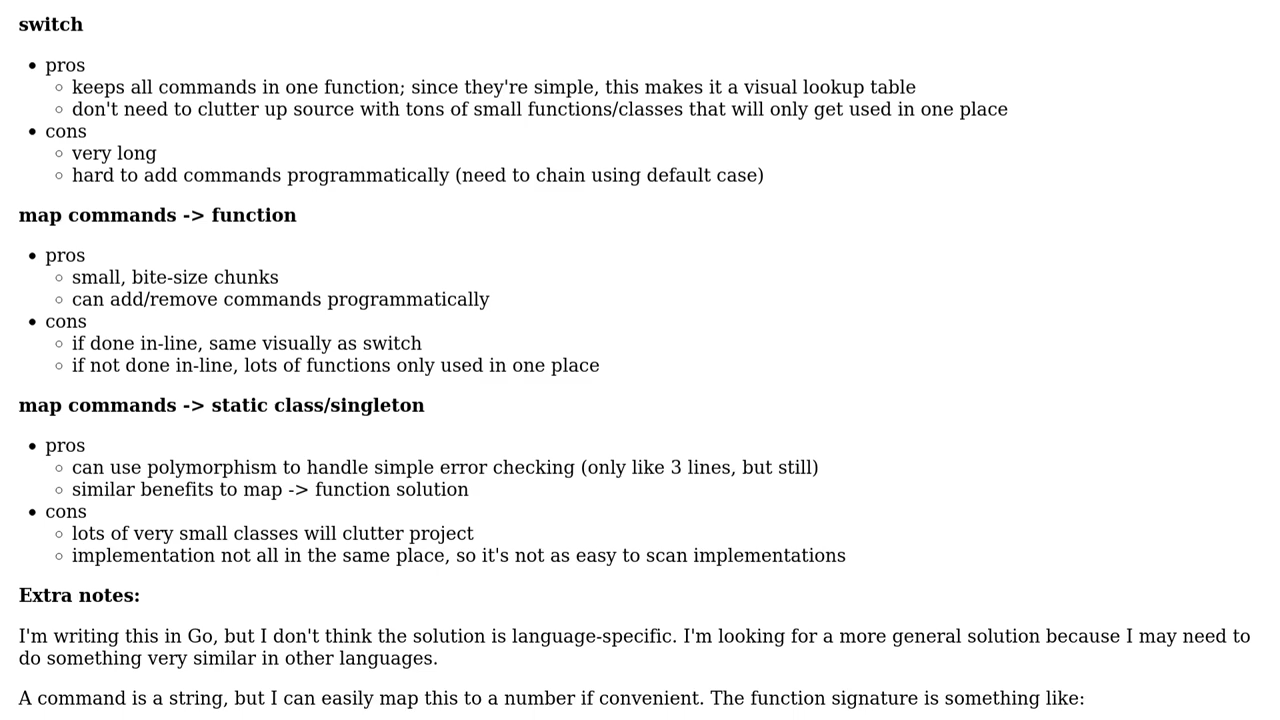 switch
pros
keeps all commands in one function; since they're simple, this makes it a visual lookup table
don't need to clutter up source with tons of small functions/classes that will only get used in one place
cons
very long
hard to add commands programmatically (need to chain using default case)
map commands -> function
pros
small, bite-size chunks
can add/remove commands programmatically
cons
if done in-line, same visually as switch
if not done in-line, lots of functions only used in one place
map commands -> static class/singleton
pros
can use polymorphism to handle simple error checking (only like 3 lines, but still)
similar benefits to map -> function solution
cons
lots of very small classes will clutter project
implementation not all in the same place, so it's not as easy to scan implementations
Extra notes:
I'm writing this in Go, but I don't think the solution is language-specific. I'm looking for a more general solution because I may need to
do something very similar in other languages.
A command is a string, but I can easily map this to a number if convenient. The function signature is something like: